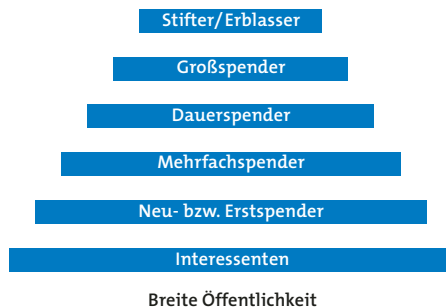 Stifter/Erblasser
Großspender
Dauerspender
Mehrfachspender
Neu- bzw. Erstspender
Interessenten
Breite Öffentlichkeit